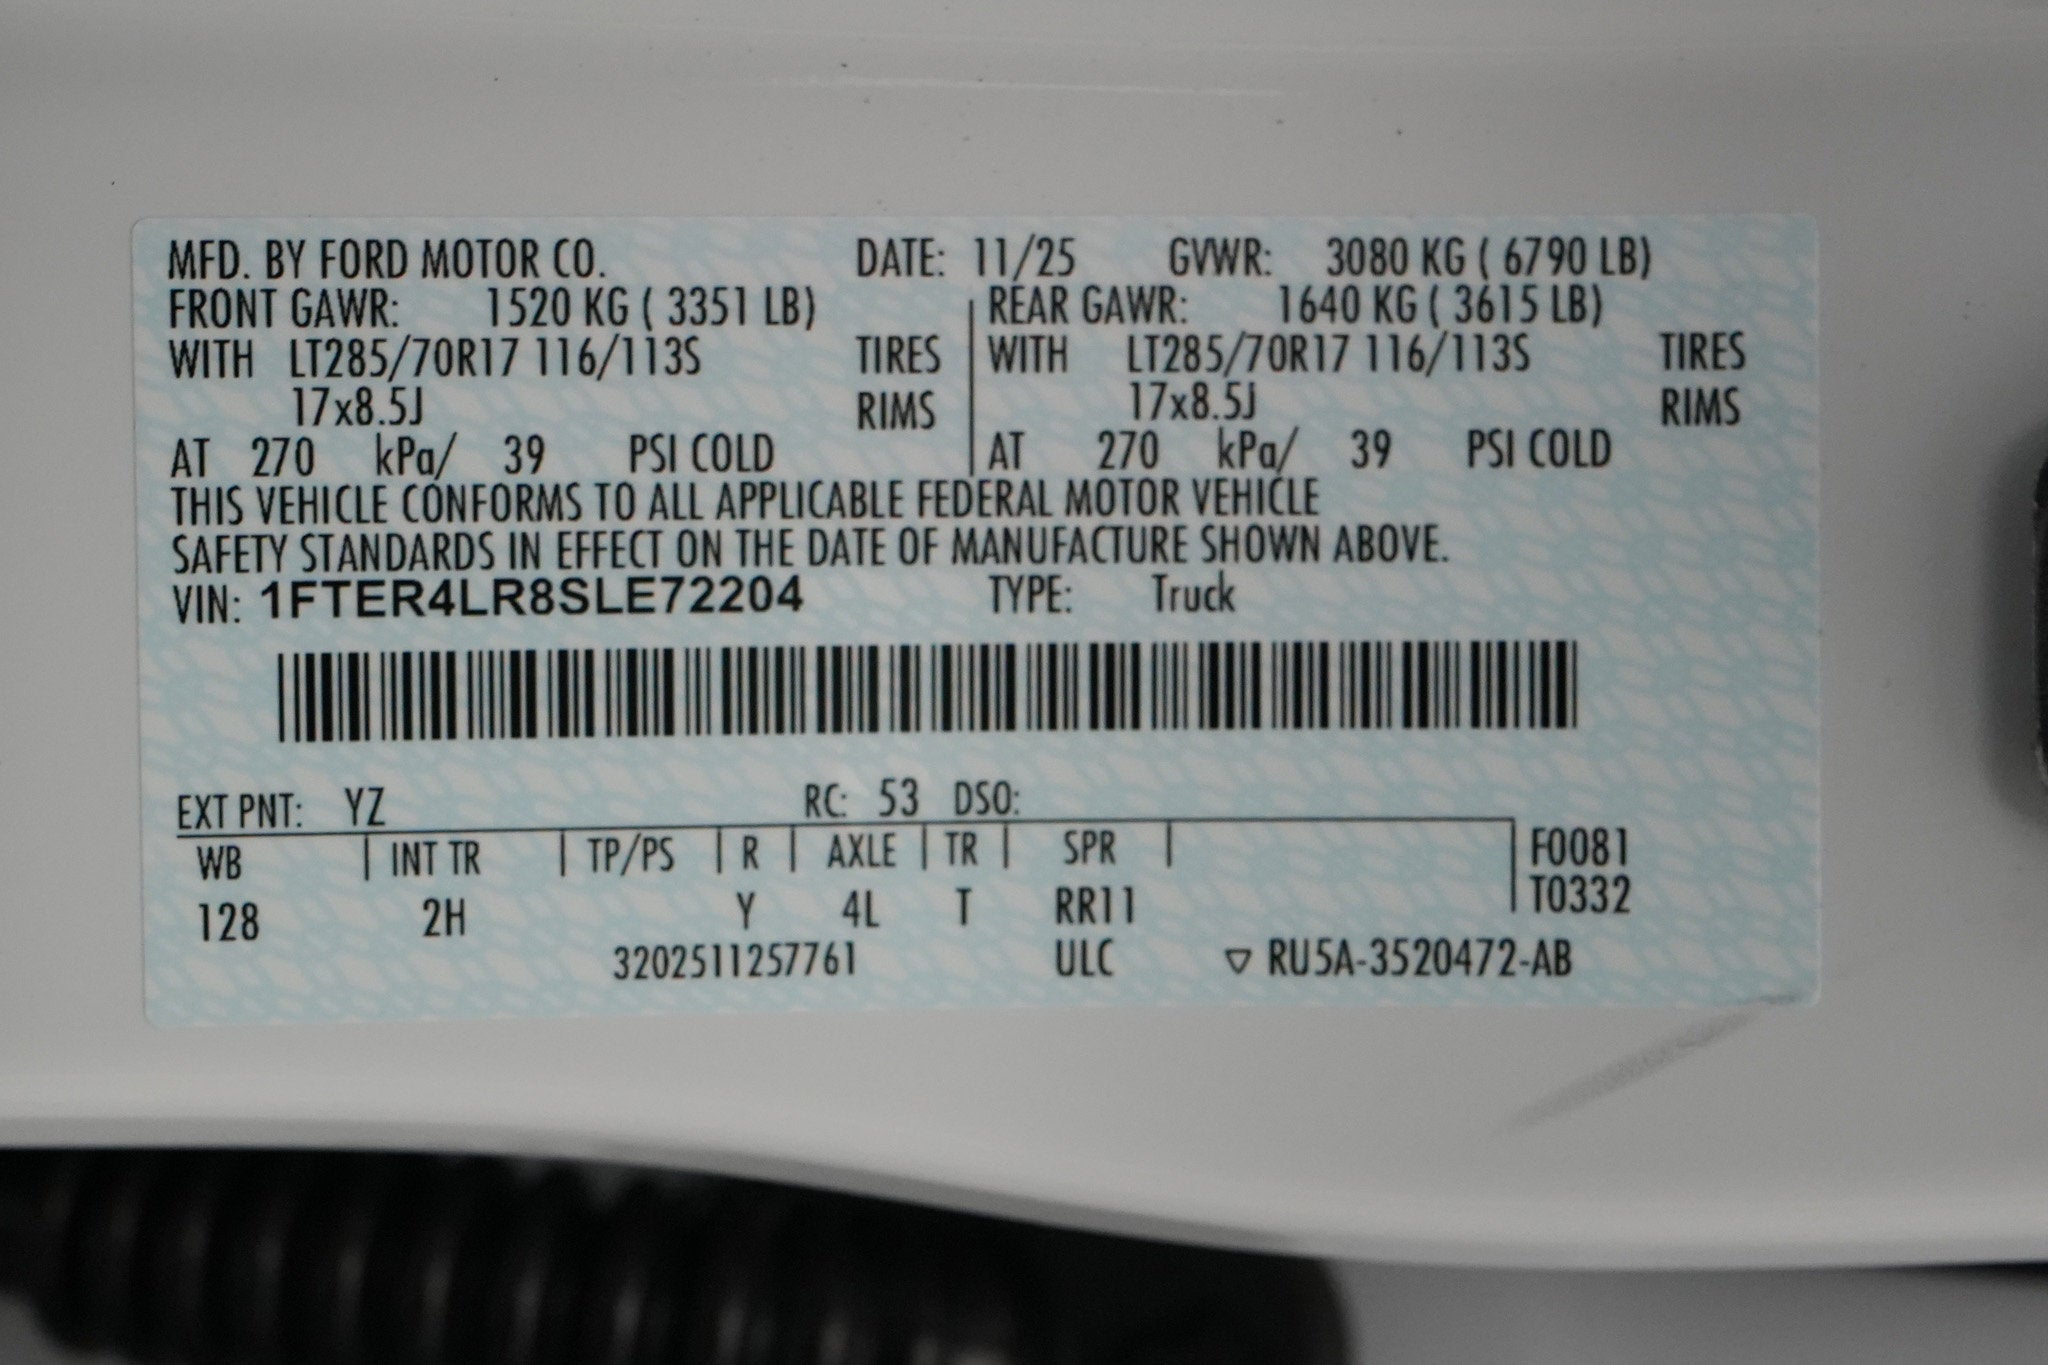 MFD. BY FORD MOTOR CO. DATE: 11/25 GVWR: 3080 KG ( 6790 LB)
FRONT GAWR: 1520 KG ( 3351 LB) REAR GAWR: 1640 KG ( 3615 LB)
WITH LT285/70R17 116/113S TIRES WITH LT285/70R17 116/113S TIRES
17x8.5J RIMS 17x8.5J RIMS
AT 270 kPa/ 39 PSI COLD AT 270 kPa/ 39 PSI COLD
THIS VEHICLE CONFORMS TO ALL APPLICABLE FEDERAL MOTOR VEHICLE
SAFETY STANDARDS IN EFFECT ON THE DATE OF MANUFACTURE SHOWN ABOVE.
VIN: 1FTER4LR8SLE72204 TYPE: Truck
EXT PNT: YZ RC: 53 DSO:
WB INT TR TP/PS R AXLE TR SPR F0081
128 2H Y 4L T RR11 T0332
3202511257761 ULC ▽ RU5A-3520472-AB